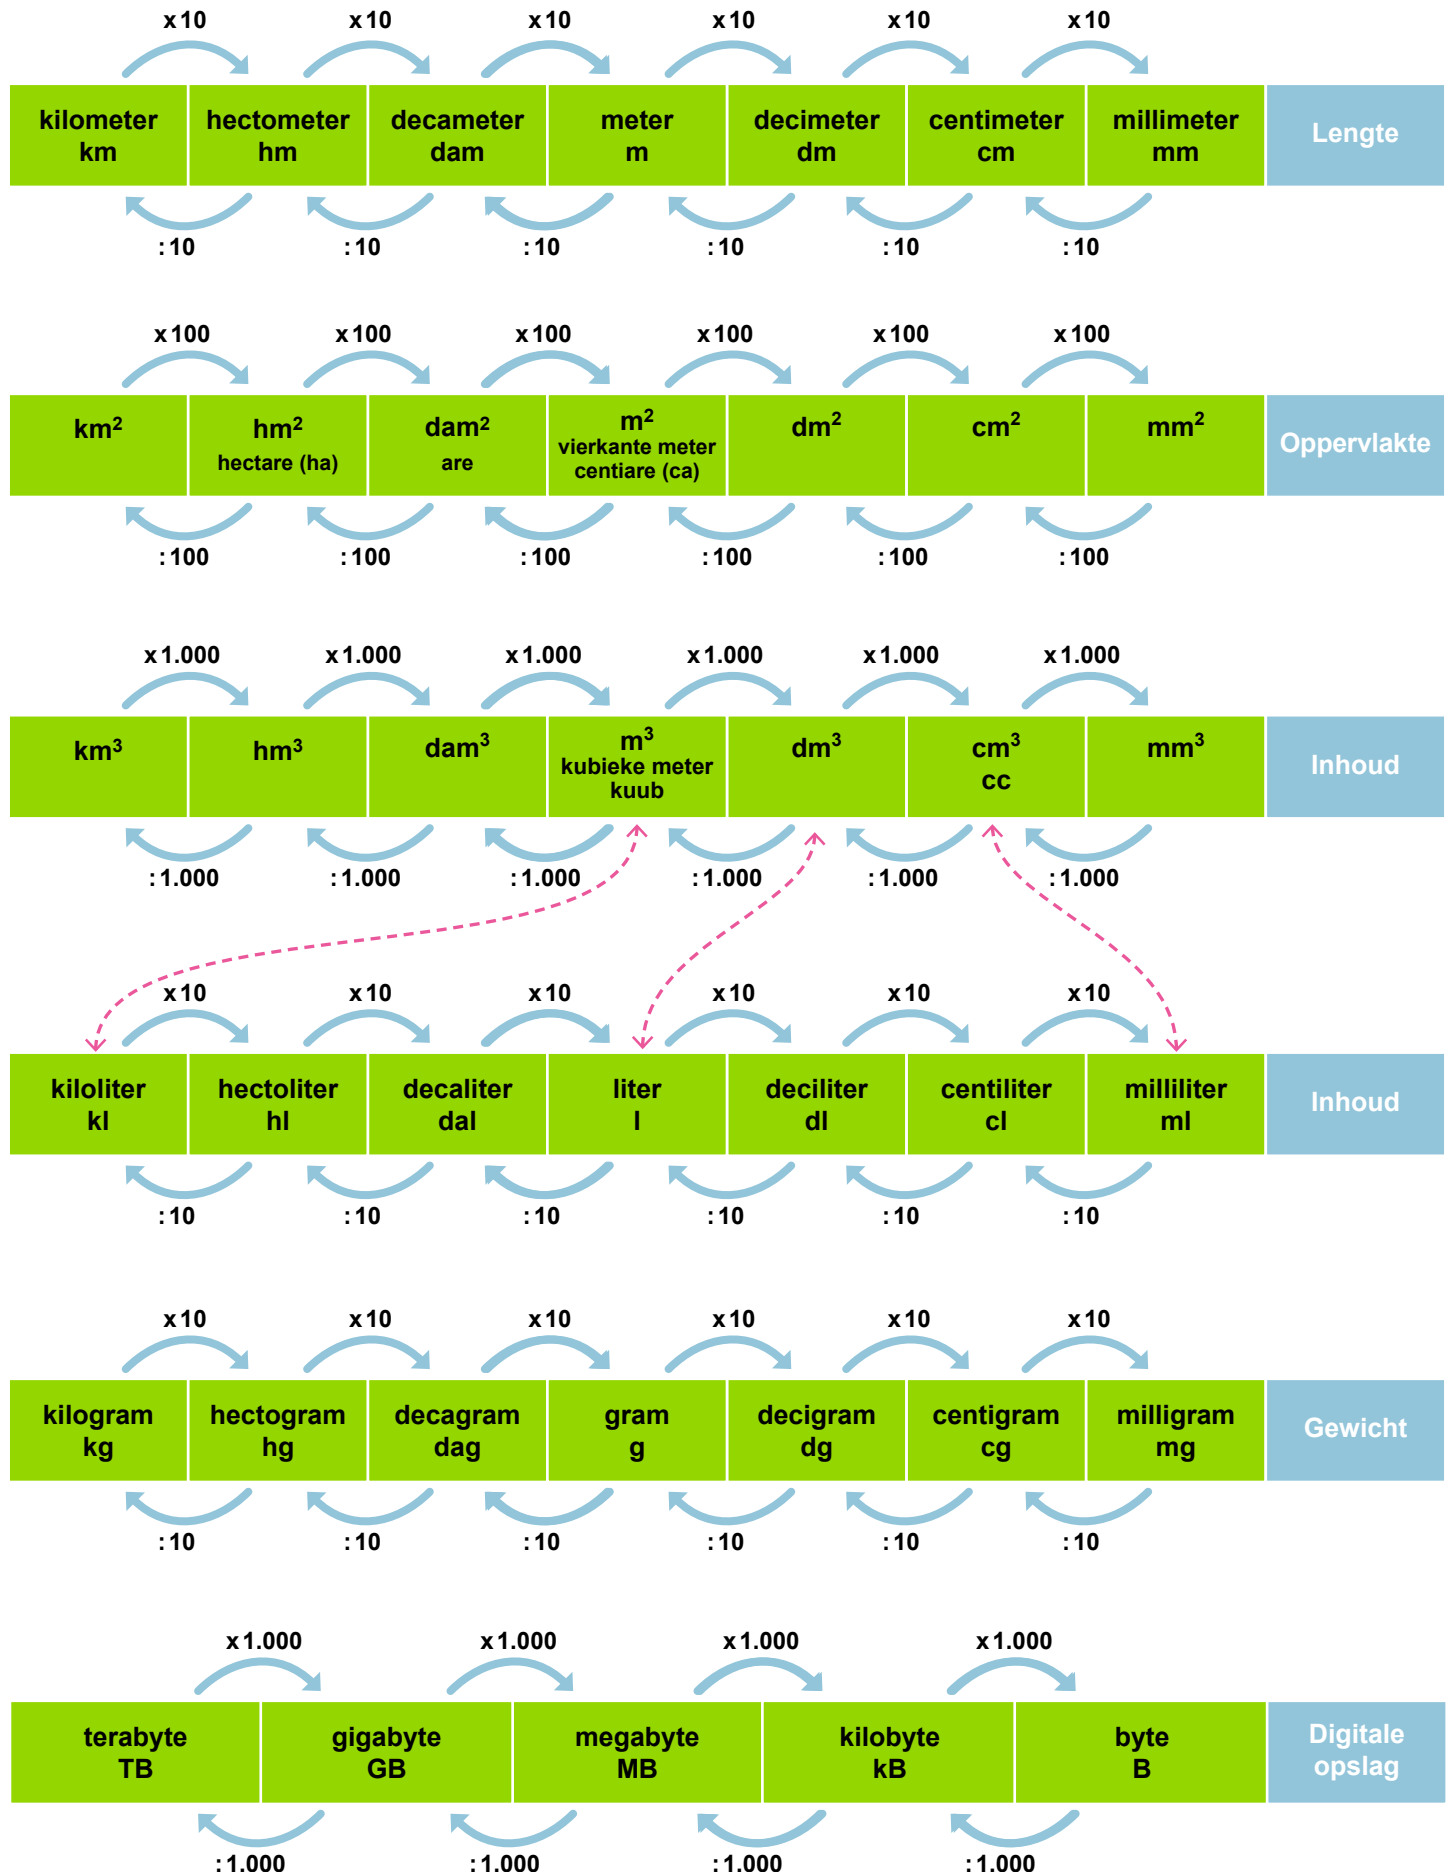 x 10 x 10 x 10 x 10 x 10 x 10
kilometer hectometer decameter meter decimeter centimeter millimeter Lengte
km hm dam m dm cm mm
: 10 : 10 : 10 : 10 : 10 : 10
x 100 x 100 x 100 x 100 x 100 x 100
km² hm² dam² m² dm² cm² mm² Oppervlakte
hectare (ha) are vierkante meter
centiare (ca)
: 100 : 100 : 100 : 100 : 100 : 100
x 1.000 x 1.000 x 1.000 x 1.000 x 1.000 x 1.000
km³ hm³ dam³ m³ dm³ cm³ mm³ Inhoud
kubieke meter cc
kuub
: 1.000 : 1.000 : 1.000 : 1.000 : 1.000 : 1.000
x 10 x 10 x 10 x 10 x 10 x 10
kiloliter hectoliter decaliter liter deciliter centiliter milliliter Inhoud
kl hl dal l dl cl ml
: 10 : 10 : 10 : 10 : 10 : 10
x 10 x 10 x 10 x 10 x 10 x 10
kilogram hectogram decagram gram decigram centigram milligram Gewicht
kg hg dag g dg cg mg
: 10 : 10 : 10 : 10 : 10 : 10
x 1.000 x 1.000 x 1.000 x 1.000
terabyte gigabyte megabyte kilobyte byte Digitale
TB GB MB kB B opslag
: 1.000 : 1.000 : 1.000 : 1.000